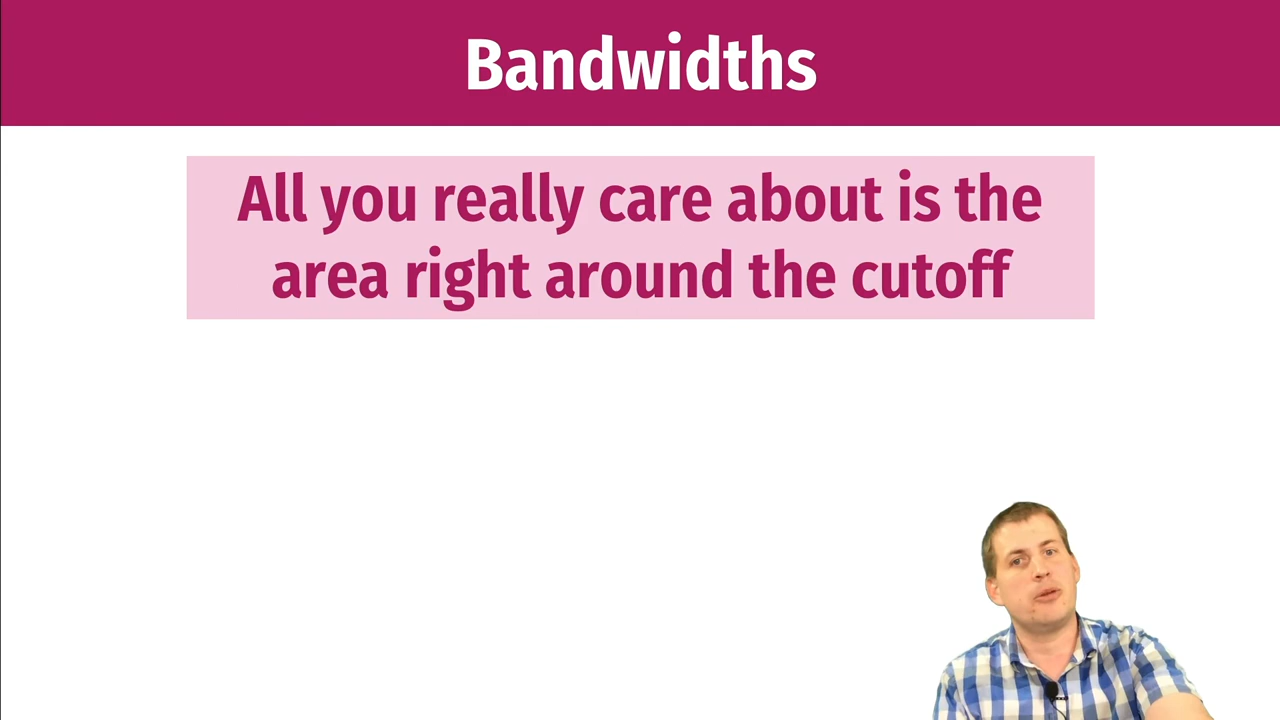 Bandwidths
All you really care about is the
area right around the cutoff